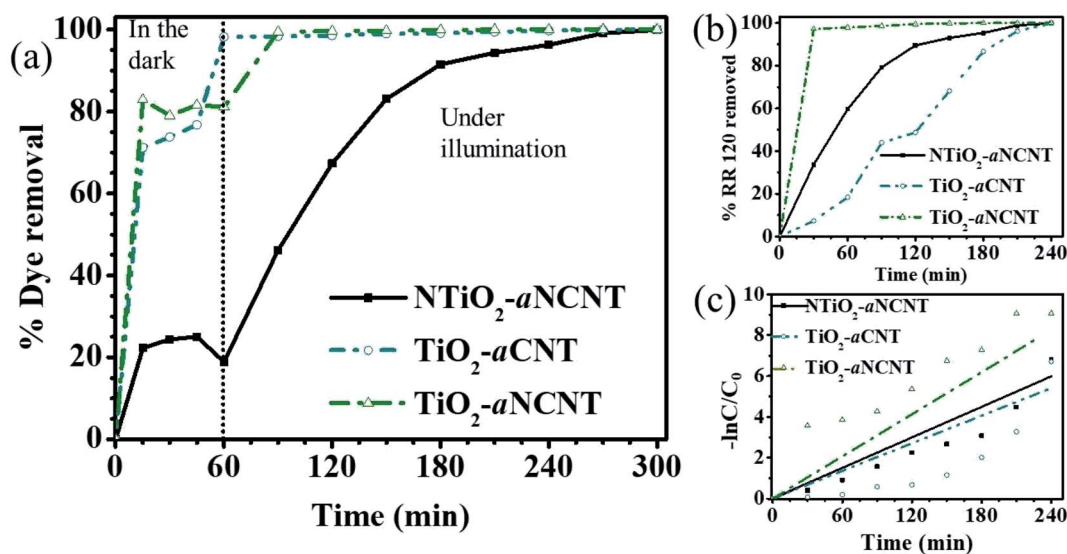 (a)
In the
dark
Under
illumination
% Dye removal
100
80
60
40
20
0
NTiO₂-aNCNT
TiO₂-aCNT
TiO₂-aNCNT
0 60 120 180 240 300
Time (min)
(b)
% RR 120 removed
100
80
60
40
20
0
NTiO₂-aNCNT
TiO₂-aCNT
TiO₂-aNCNT
0 60 120 180 240
Time (min)
(c)
-lnC/C₀
10
8
6
4
2
0
NTiO₂-aNCNT
TiO₂-aCNT
TiO₂-aNCNT
0 60 120 180 240
Time (min)